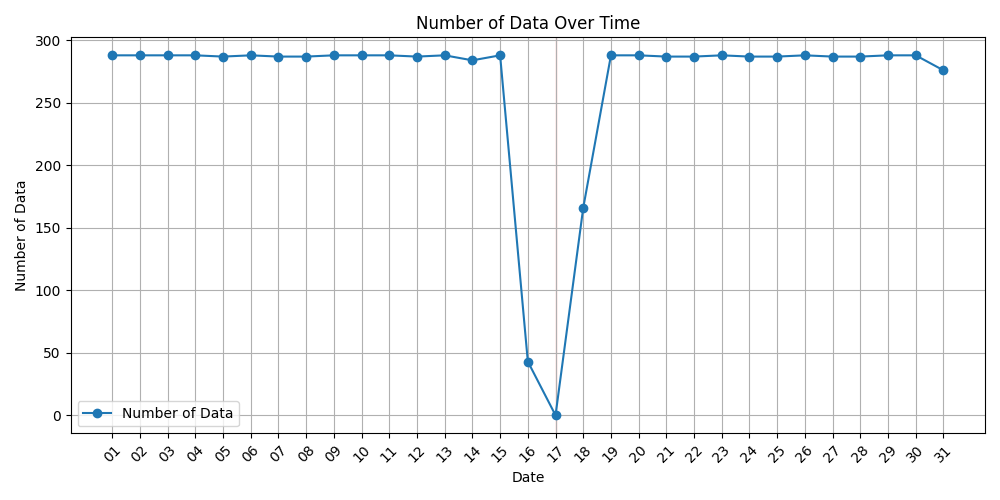 Number of Data Over Time
Number of Data
300
250
200
150
100
50
0
Number of Data
01 02 03 04 05 06 07 08 09 10 11 12 13 14 15 16 17 18 19 20 21 22 23 24 25 26 27 28 29 30 31
Date